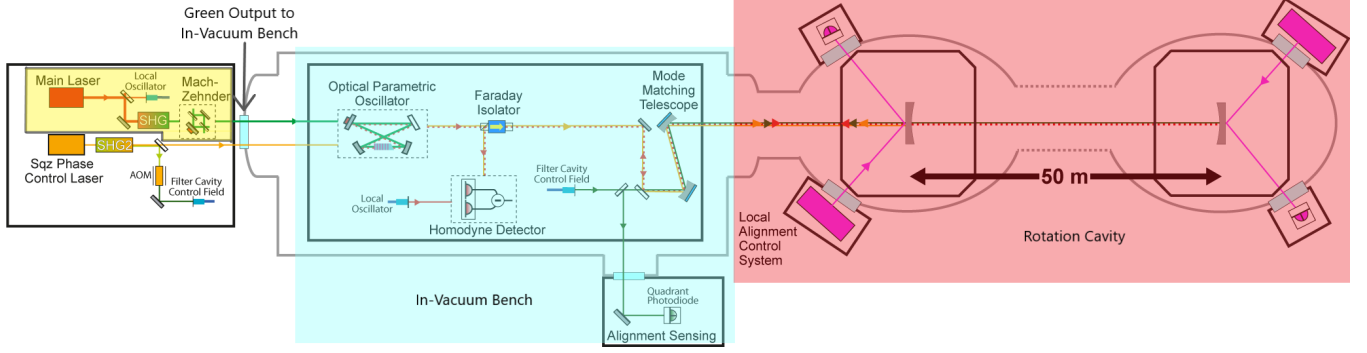 Green Output to
In-Vacuum Bench
Main Laser
Local
Oscillator
Mach-
Zehnder
SHG
SHG2
Sqz Phase
Control Laser
AOM
Filter Cavity
Control Field
Optical Parametric
Oscillator
Faraday
Isolator
Mode
Matching
Telescope
Filter Cavity
Control Field
Local
Oscillator
Homodyne Detector
In-Vacuum Bench
Quadrant
Photodiode
Alignment Sensing
50 m
Local
Alignment
Control
System
Rotation Cavity